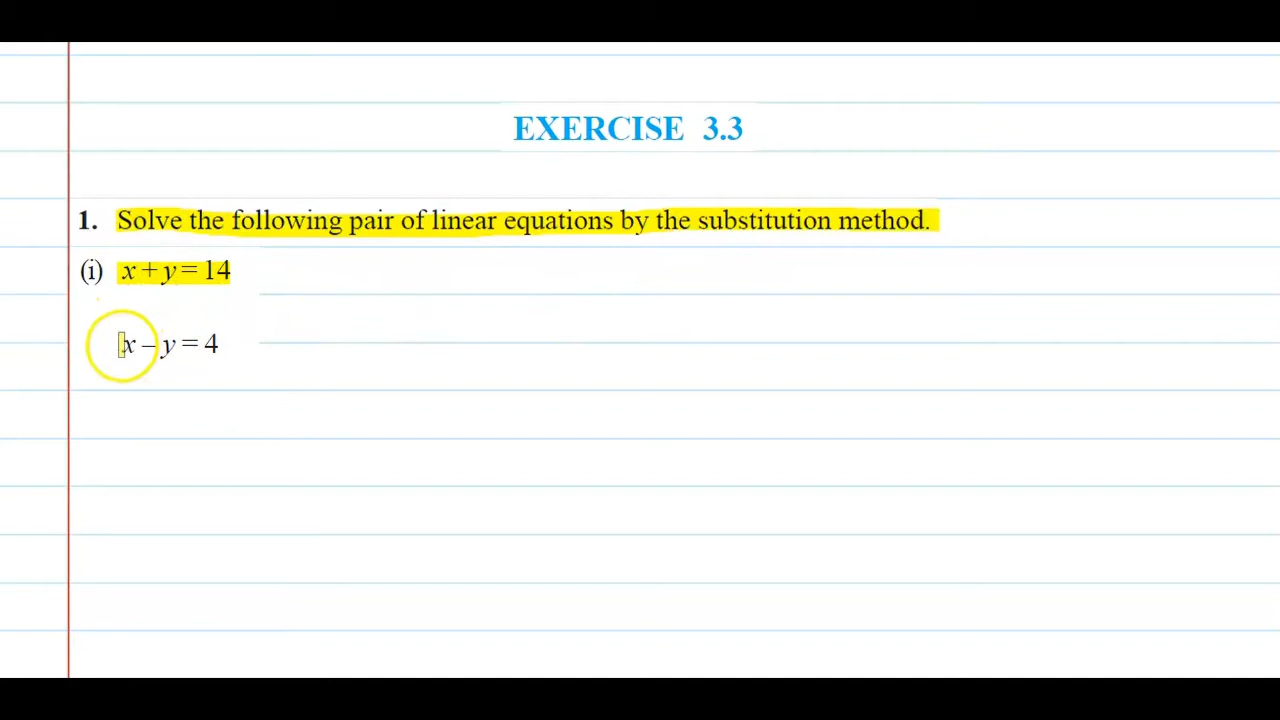 EXERCISE 3.3
1. Solve the following pair of linear equations by the substitution method.
(i) x + y = 14
x – y = 4